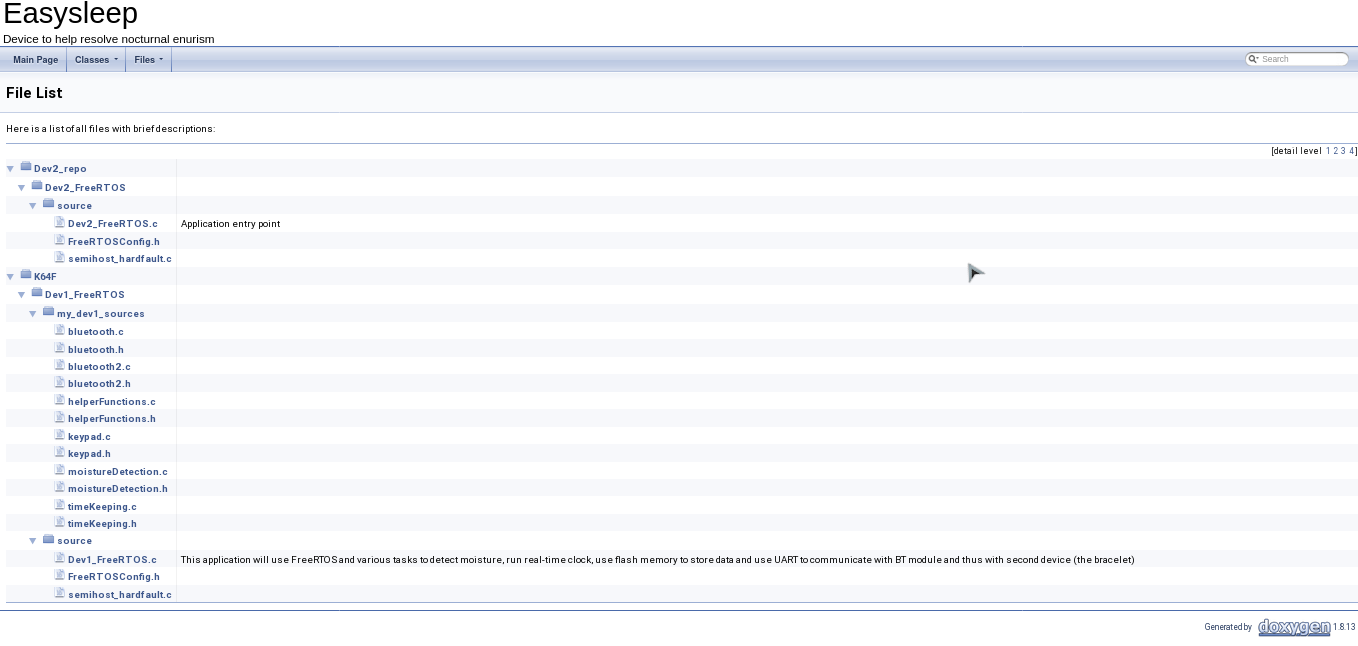 Easysleep
Device to help resolve nocturnal enurism
Main Page Classes Files Search
File List
Here is a list of all files with brief descriptions:
[detail level 1 2 3 4]
Dev2_repo
Dev2_FreeRTOS
source
Dev2_FreeRTOS.c Application entry point
FreeRTOSConfig.h
semihost_hardfault.c
K64F
Dev1_FreeRTOS
my_dev1_sources
bluetooth.c
bluetooth.h
bluetooth2.c
bluetooth2.h
helperFunctions.c
helperFunctions.h
keypad.c
keypad.h
moistureDetection.c
moistureDetection.h
timeKeeping.c
timeKeeping.h
source
Dev1_FreeRTOS.c This application will use FreeRTOS and various tasks to detect moisture, run real-time clock, use flash memory to store data and use UART to communicate with BT module and thus with second device (the bracelet)
FreeRTOSConfig.h
semihost_hardfault.c
Generated by doxygen 1.8.13